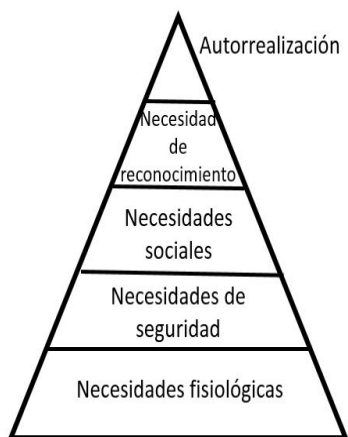 Autorrealización
Necesidad
de
reconocimiento
Necesidades
sociales
Necesidades de
seguridad
Necesidades fisiológicas